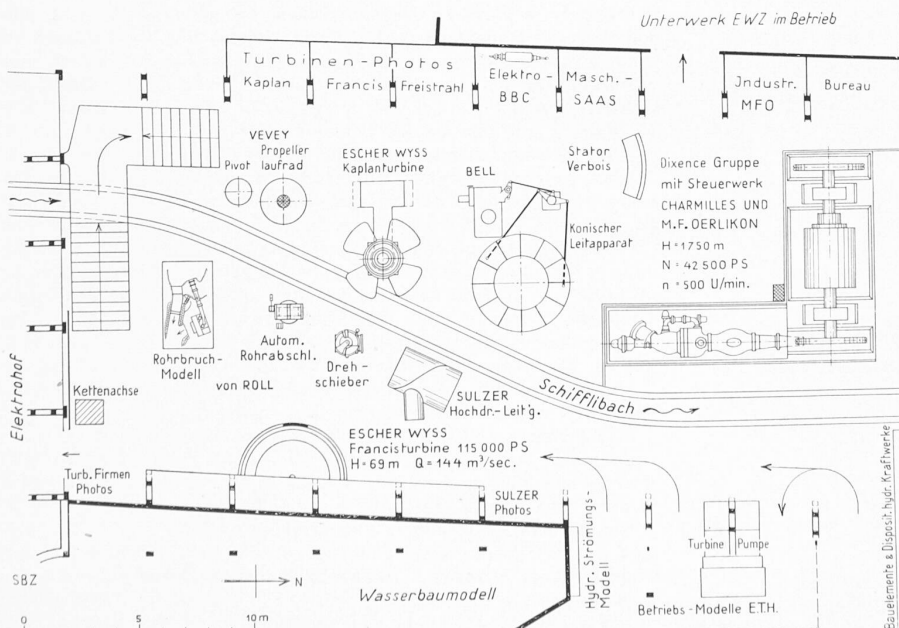 Unterwerk EWZ im Betrieb
Turbinen-Photos
Kaplan
Francis
Freistrahl
Elektro-
BBC
Masch.-
SAAS
Jndustr.
MFO
Bureau
VEVEY
Pivot
Propeller
laufrad
ESCHER WYSS
Kaplanturbine
BELL
Konischer
Leitapparat
Stator
Verbois
Dixence Gruppe
mit Steuerwerk
CHARMILLES UND
M.F. OERLIKON
H = 1750 m
N = 42 500 PS
n = 500 U/min.
Rohrbruch-
Modell
Autom.
Rohrabschl.
von ROLL
Dreh-
schieber
SULZER
Hochdr.-Leit'g.
Schifflibach
Elektrohof
Kettenachse
ESCHER WYSS
Francisturbine 115 000 PS
H = 69 m Q = 144 m³/sec.
Turb. Firmen
Photos
SULZER
Photos
Hydr. Strömungs-
Modell
Turbine
Pumpe
Betriebs-Modelle E.T.H.
Bauelemente & Disposit. hydr. Kraftwerke
SBZ
N
Wasserbaumodell
0 5 10 m